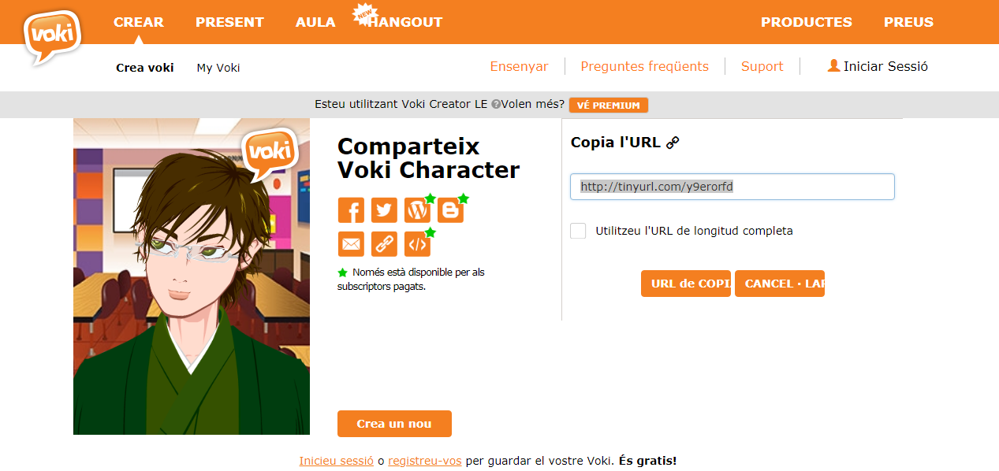 voki
CREAR PRESENT AULA NEW HANGOUT PRODUCTES PREUS
Crea voki My Voki Ensenyar Preguntes freqüents Suport Iniciar Sessió
Esteu utilitzant Voki Creator LE ? Volen més? VÉ PREMIUM
voki
Comparteix
Voki Character
Només està disponible per als
subscriptors pagats.
Copia l'URL
http://tinyurl.com/y9erorfd
Utilitzeu l'URL de longitud completa
URL de COPI CANCEL · LAR
Crea un nou
Inicieu sessió o registreu-vos per guardar el vostre Voki. És gratis!